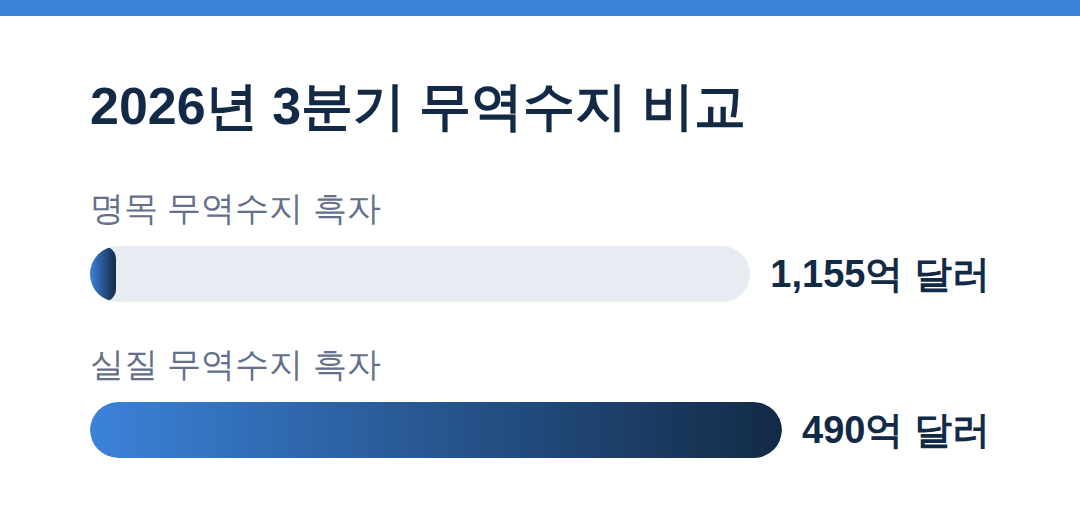 2026년 3분기 무역수지 비교
명목 무역수지 흑자
1,155억 달러
실질 무역수지 흑자
490억 달러